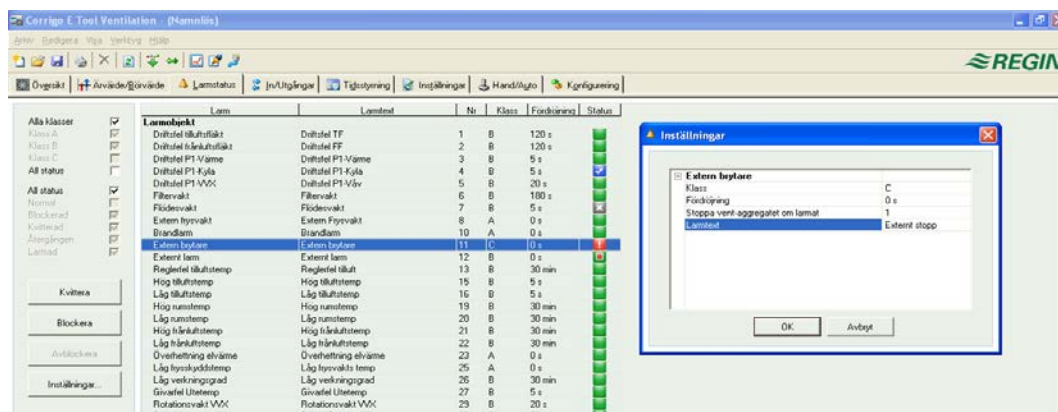 Corrigo E Tool Ventilation - (Namnlös)
Arkiv Redigera Visa Verktyg Hjälp
REGIN
Översikt Ärvärde/Börvärde Larmstatus In/Utgångar Tidsstyrning Inställningar Hand/Auto Konfigurering
Larm Larmtext Nr Klass Fördröjning Status
Alla klasser
Klass A
Klass B
Klass C
All status
All status
Normal
Blockerad
Kvitterad
Återgången
Larmad
Kvittera
Blockera
Avblockera
Inställningar...
Larmobjekt
Driftsfel tilluftsfläkt Driftsfel TF 1 B 120 s
Driftsfel frånluftsfläkt Driftsfel FF 2 B 120 s
Driftsfel P1-Värme Driftsfel P1-Värme 3 B 5 s
Driftsfel P1-Kyla Driftsfel P1-Kyla 4 B 5 s
Driftsfel P1-VVX Driftsfel P1-Våv 5 B 20 s
Filtervakt Filtervakt 6 B 180 s
Flödesvakt Flödesvakt 7 B 5 s
Extern frysvakt Extern Frysvakt 8 A 0 s
Brandlarm Brandlarm 10 A 0 s
Extern brytare Extern brytare 11 C 0 s
Externt larm Externt larm 12 B 0 s
Reglerfel tilluftstemp Reglerfel tilluft 13 B 30 min
Hög tilluftstemp Hög tilluftstemp 15 B 5 s
Låg tilluftstemp Låg tilluftstemp 16 B 5 s
Hög rumstemp Hög rumstemp 19 B 30 min
Låg rumstemp Låg rumstemp 20 B 30 min
Hög frånluftstemp Hög frånluftstemp 21 B 30 min
Låg frånluftstemp Låg frånluftstemp 22 B 30 min
Överhettning elvärme Överhettning elvärme 23 A 0 s
Låg frysskyddstemp Låg frysvakts temp 25 A 0 s
Låg verkningsgrad Låg verkningsgrad 26 B 30 min
Givarfel Utetemp Givarfel Utetemp 27 B 5 s
Rotationsvakt VVX Rotationsvakt VVX 29 B 20 s
Inställningar
Extern brytare
Klass C
Fördröjning 0 s
Stoppa vent-aggregatet om larmat 1
Larmtext Externt stopp
OK Avbryt